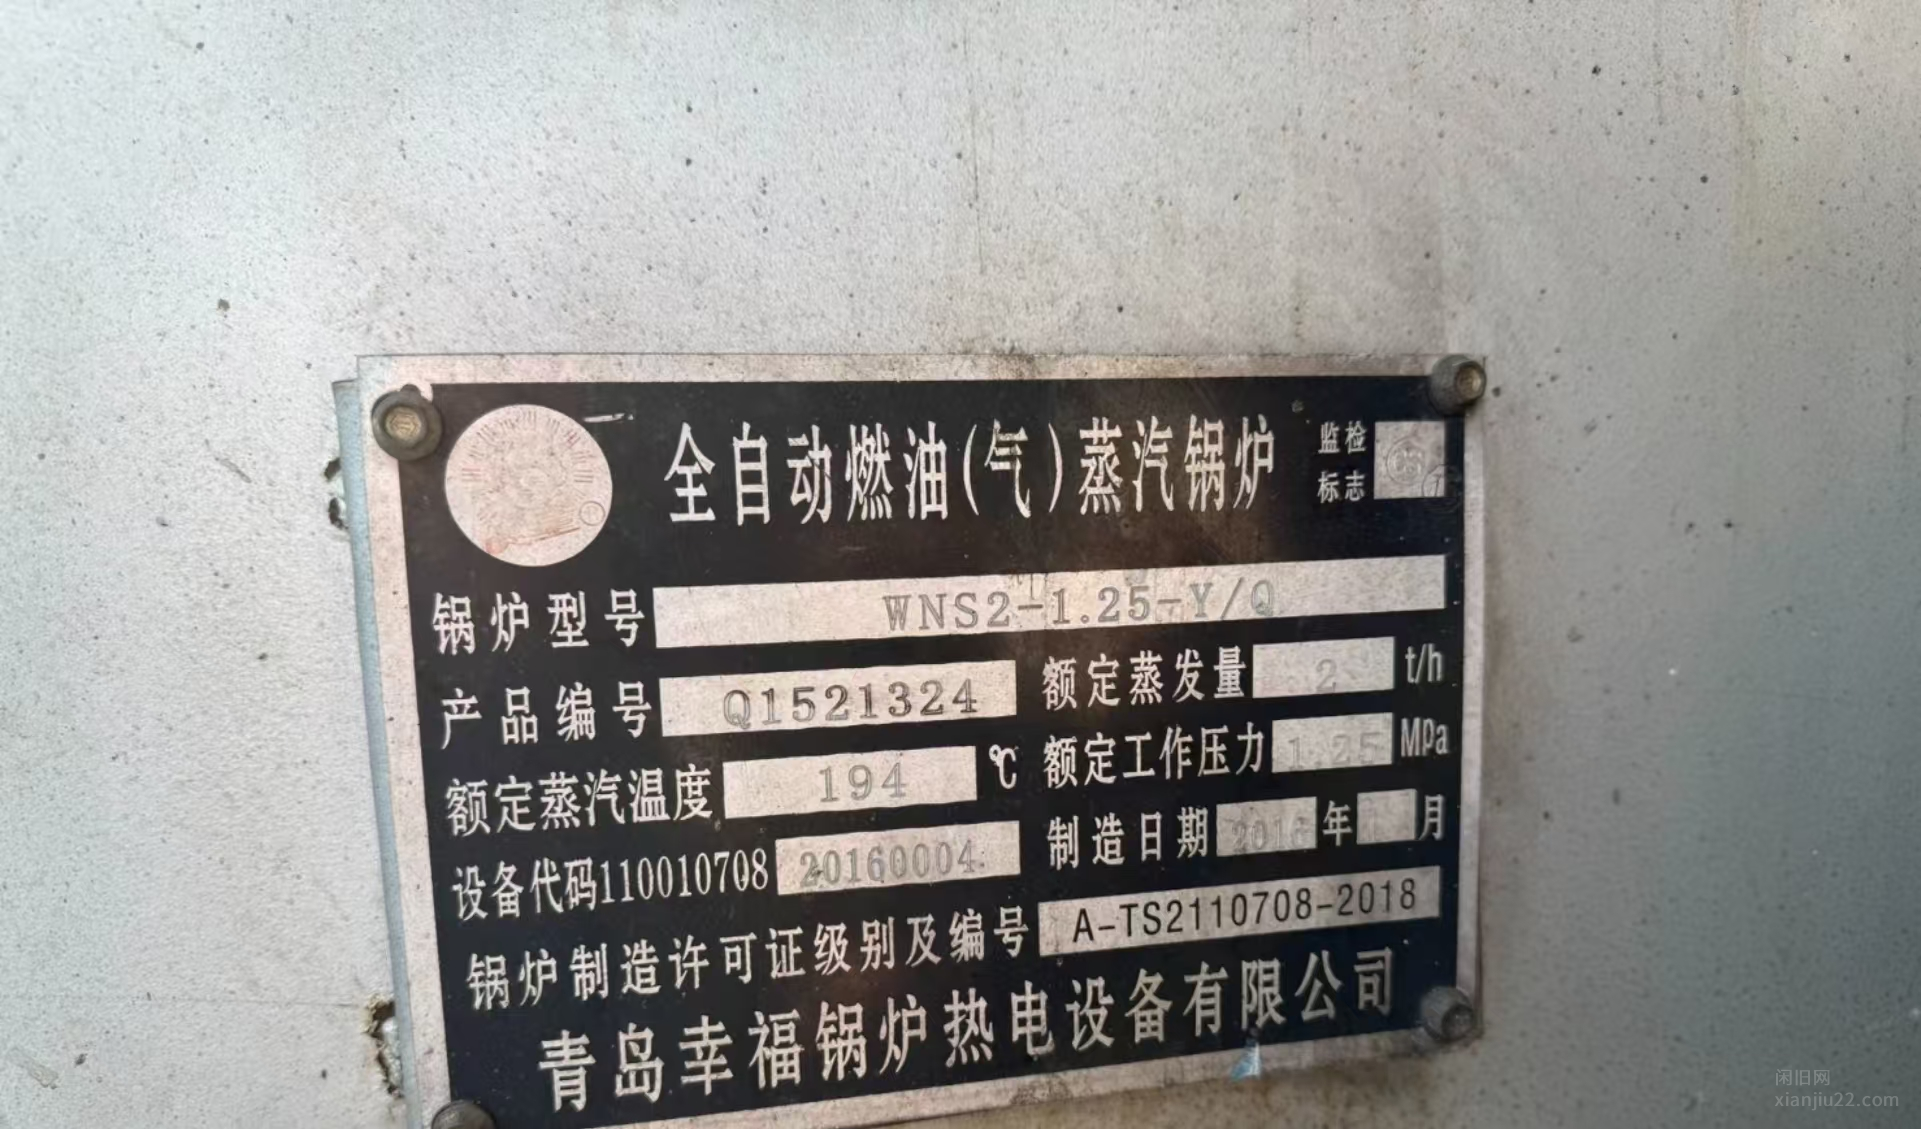 全自动燃油(气)蒸汽锅炉
监检
标志
锅炉型号 WNS2-1.25-Y/Q
产品编号 Q1521324 额定蒸发量 2 t/h
额定蒸汽温度 194 ℃ 额定工作压力 1.25 MPa
设备代码110010708 20160004 制造日期 2016 年 1 月
锅炉制造许可证级别及编号 A-TS2110708-2018
青岛幸福锅炉热电设备有限公司
闲旧网
xianjiu22.com